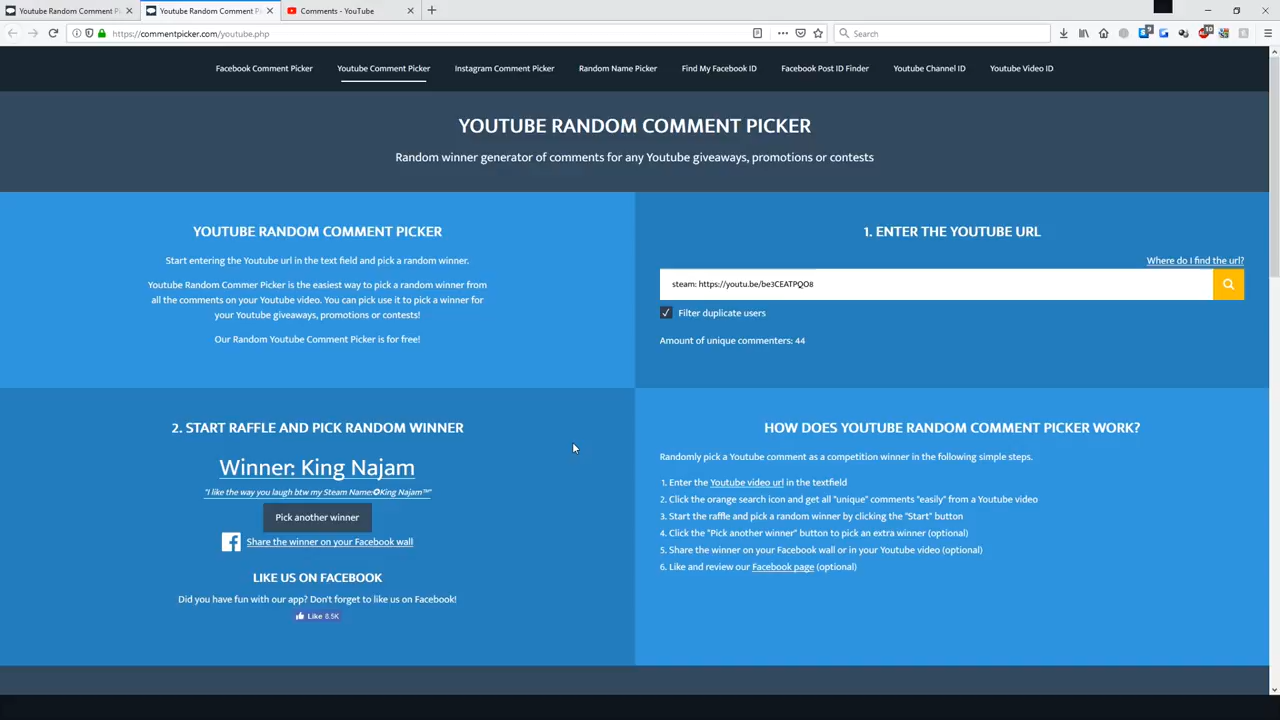 Youtube Random Comment Pi
Youtube Random Comment Pi
Comments - YouTube
https://commentpicker.com/youtube.php
Search
9
10
Facebook Comment Picker
Youtube Comment Picker
Instagram Comment Picker
Random Name Picker
Find My Facebook ID
Facebook Post ID Finder
Youtube Channel ID
Youtube Video ID
YOUTUBE RANDOM COMMENT PICKER
Random winner generator of comments for any Youtube giveaways, promotions or contests
YOUTUBE RANDOM COMMENT PICKER
Start entering the Youtube url in the text field and pick a random winner.
Youtube Random Commer Picker is the easiest way to pick a random winner from
all the comments on your Youtube video. You can pick use it to pick a winner for
your Youtube giveaways, promotions or contests!
Our Random Youtube Comment Picker is for free!
1. ENTER THE YOUTUBE URL
Where do I find the url?
steam: https://youtu.be/be3CEATPQO8
Filter duplicate users
Amount of unique commenters: 44
2. START RAFFLE AND PICK RANDOM WINNER
Winner: King Najam
"I like the way you laugh btw my Steam Name:✪King Najam™"
Pick another winner
Share the winner on your Facebook wall
LIKE US ON FACEBOOK
Did you have fun with our app? Don't forget to like us on Facebook!
Like 8.5K
HOW DOES YOUTUBE RANDOM COMMENT PICKER WORK?
Randomly pick a Youtube comment as a competition winner in the following simple steps.
1. Enter the Youtube video url in the textfield
2. Click the orange search icon and get all "unique" comments "easily" from a Youtube video
3. Start the raffle and pick a random winner by clicking the "Start" button
4. Click the "Pick another winner" button to pick an extra winner (optional)
5. Share the winner on your Facebook wall or in your Youtube video (optional)
6. Like and review our Facebook page (optional)